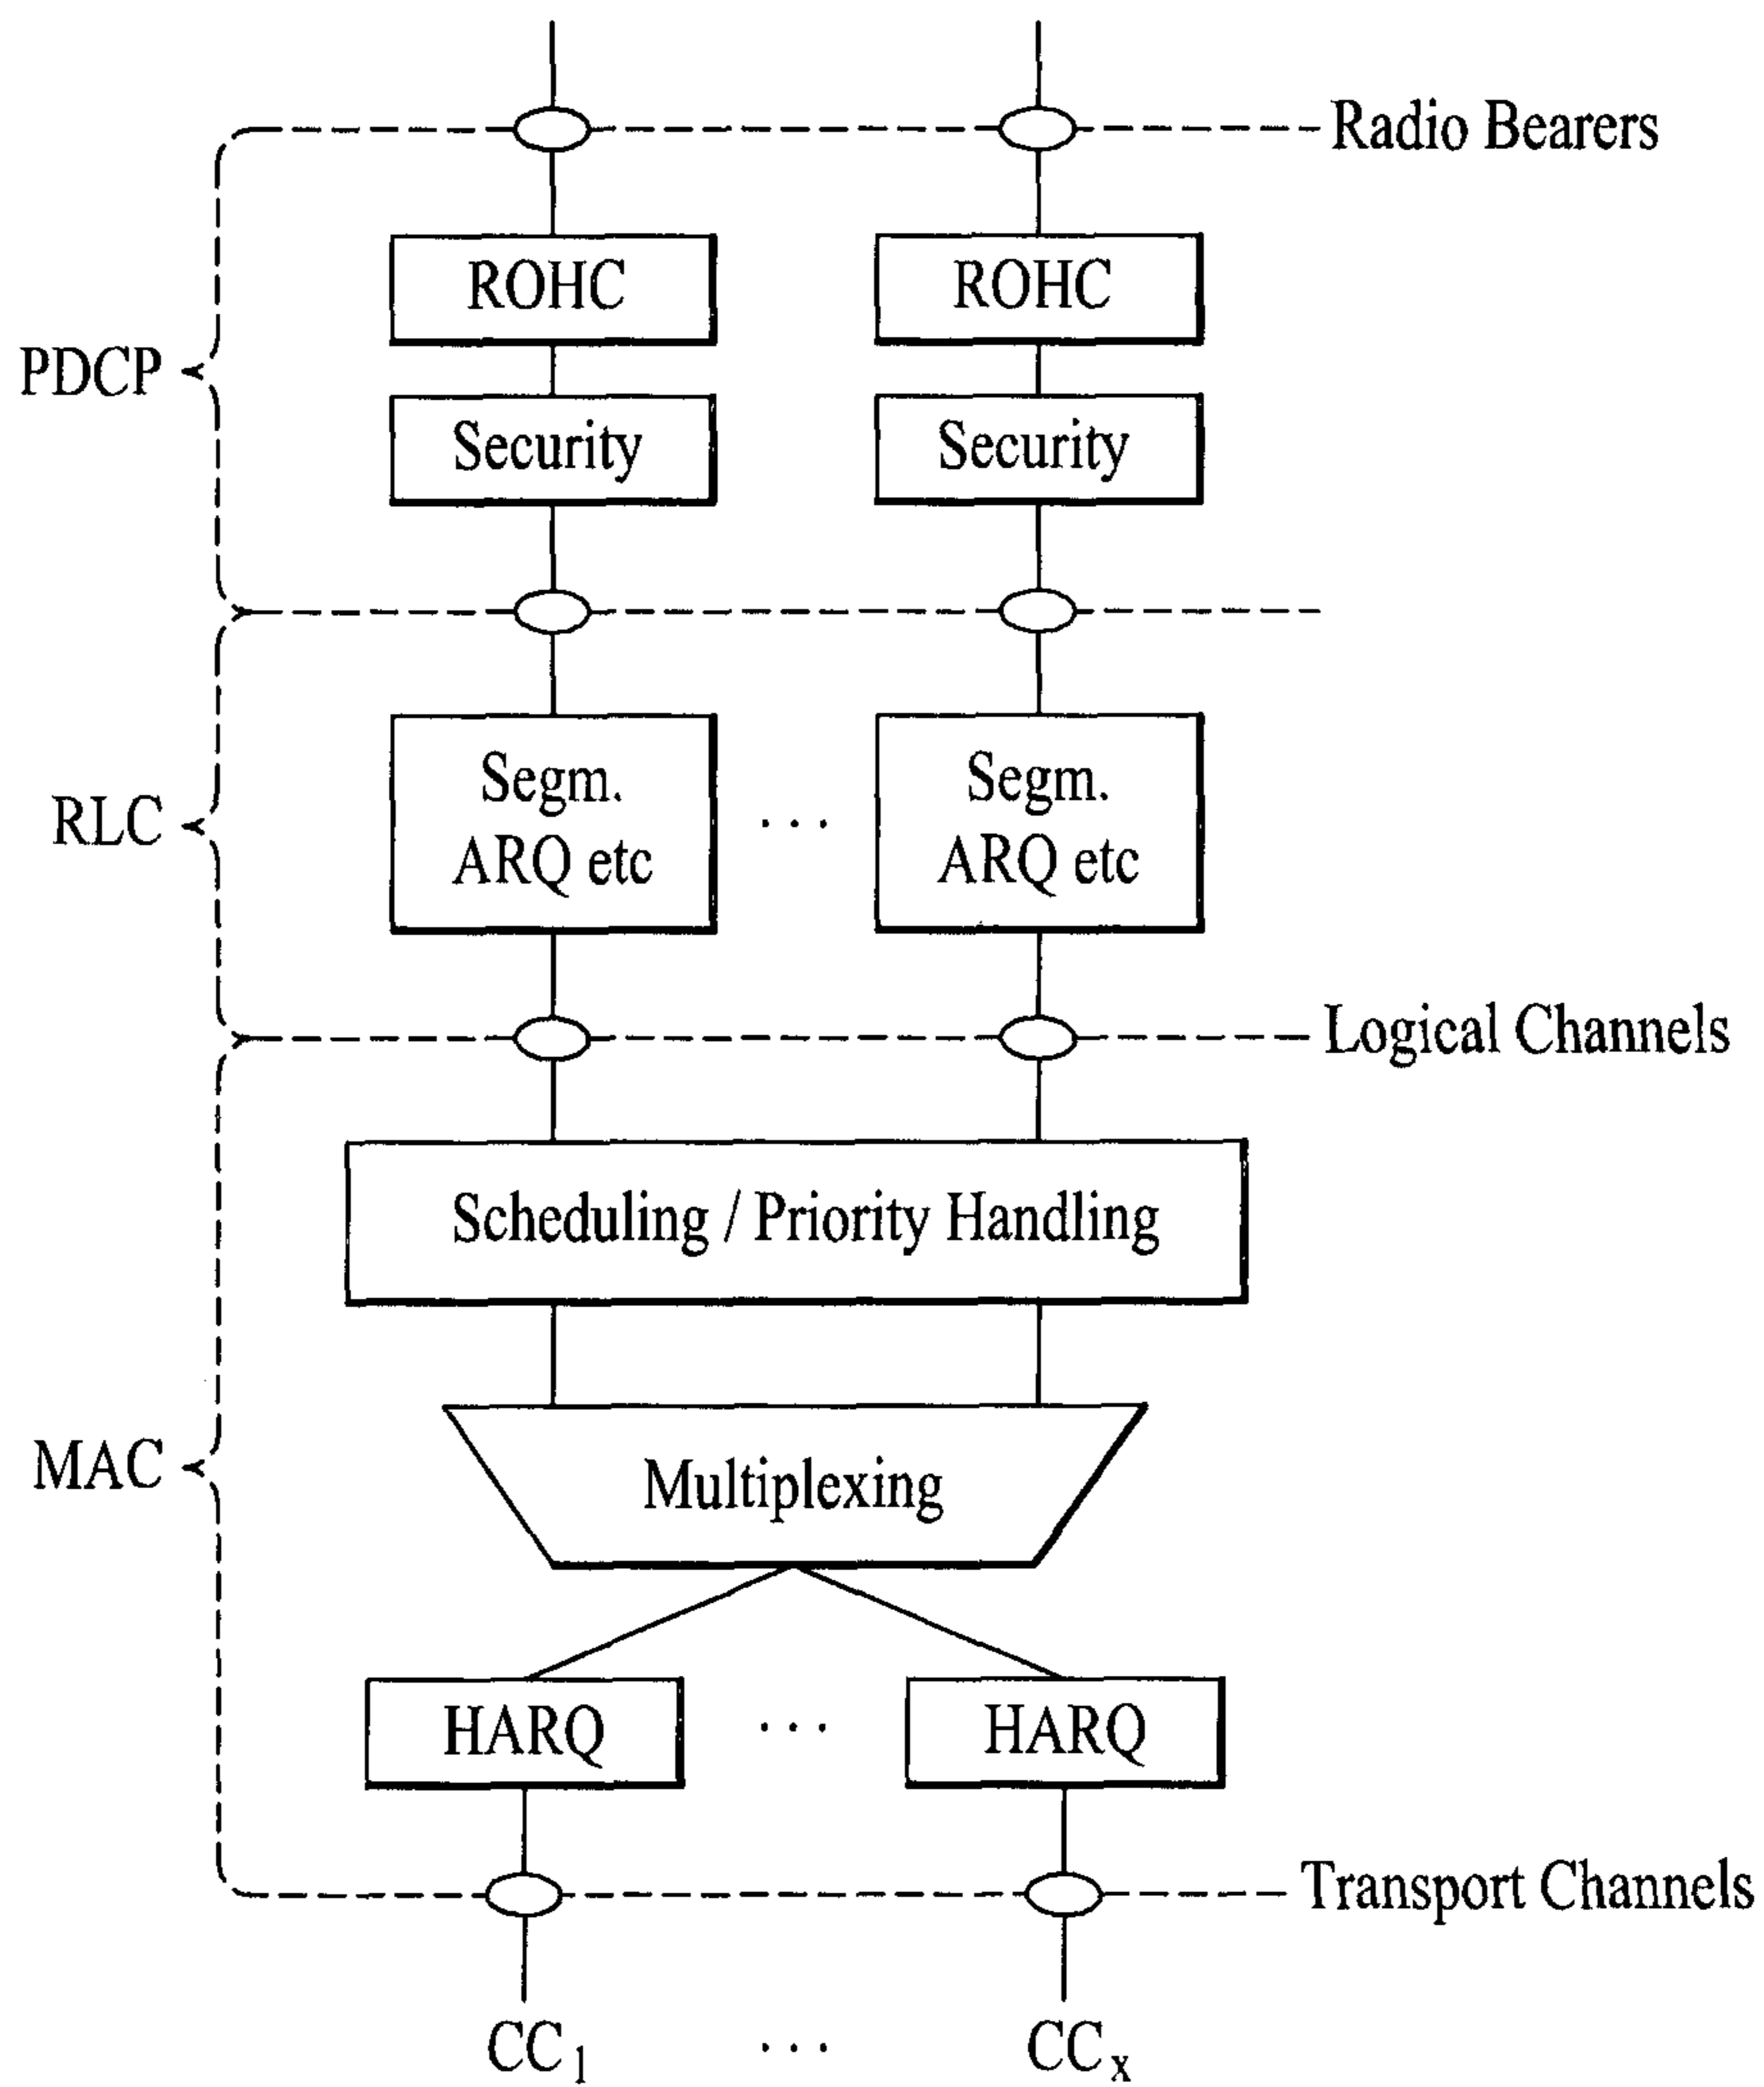 Radio Bearers
ROHC ROHC
PDCP
Security Security
Segm. Segm.
RLC ...
ARQ etc ARQ etc
Logical Channels
Scheduling / Priority Handling
MAC
Multiplexing
HARQ ... HARQ
Transport Channels
CC1 ... CCx